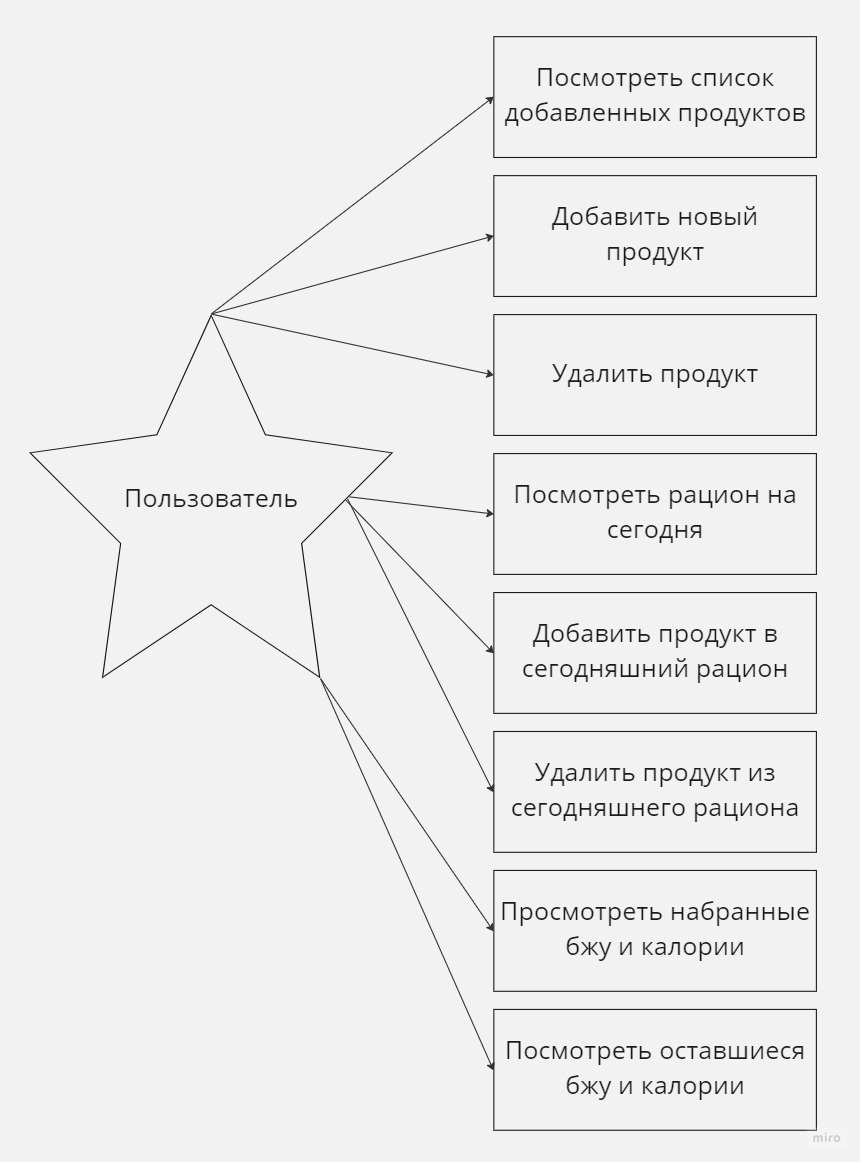 Посмотреть список
добавленных продуктов
Добавить новый
продукт
Удалить продукт
Посмотреть рацион на
сегодня
Пользователь
Добавить продукт в
сегодняшний рацион
Удалить продукт из
сегодняшнего рациона
Просмотреть набранные
бжу и калории
Посмотреть оставшиеся
бжу и калории
miro